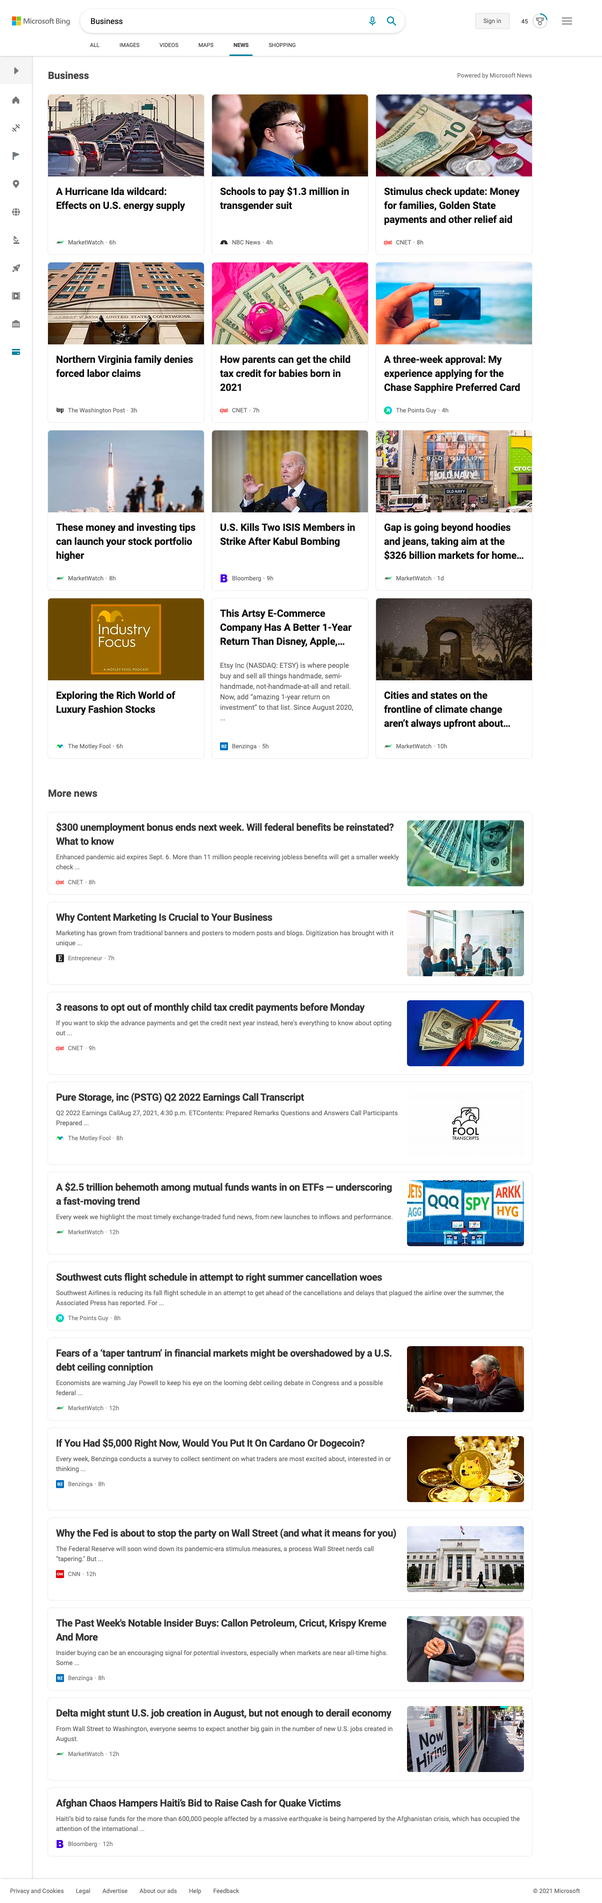 Microsoft Bing
Business
Sign in
45
ALL IMAGES VIDEOS MAPS NEWS SHOPPING
Business
Powered by Microsoft News
A Hurricane Ida wildcard:
Effects on U.S. energy supply
MarketWatch · 6h
Schools to pay $1.3 million in
transgender suit
NBC News · 4h
Stimulus check update: Money
for families, Golden State
payments and other relief aid
CNET · 8h
Northern Virginia family denies
forced labor claims
The Washington Post · 3h
How parents can get the child
tax credit for babies born in
2021
CNET · 7h
A three-week approval: My
experience applying for the
Chase Sapphire Preferred Card
The Points Guy · 4h
These money and investing tips
can launch your stock portfolio
higher
MarketWatch · 8h
U.S. Kills Two ISIS Members in
Strike After Kabul Bombing
Bloomberg · 9h
OLD NAVY
Gap is going beyond hoodies
and jeans, taking aim at the
$326 billion markets for home...
MarketWatch · 1d
Industry
Focus
A MOTLEY FOOL PODCAST
Exploring the Rich World of
Luxury Fashion Stocks
The Motley Fool · 6h
This Artsy E-Commerce
Company Has A Better 1-Year
Return Than Disney, Apple,...
Etsy Inc (NASDAQ: ETSY) is where people
buy and sell all things handmade, semi-
handmade, not-handmade-at-all and retail.
Now, add "amazing 1-year return on
investment" to that list. Since August 2020,
...
Benzinga · 5h
Cities and states on the
frontline of climate change
aren't always upfront about...
MarketWatch · 10h
More news
$300 unemployment bonus ends next week. Will federal benefits be reinstated?
What to know
Enhanced pandemic aid expires Sept. 6. More than 11 million people receiving jobless benefits will get a smaller weekly
check ...
CNET · 8h
Why Content Marketing Is Crucial to Your Business
Marketing has grown from traditional banners and posters to modern posts and blogs. Digitization has brought with it
unique ...
Entrepreneur · 7h
3 reasons to opt out of monthly child tax credit payments before Monday
If you want to skip the advance payments and get the credit next year instead, here's everything to know about opting
out ...
CNET · 9h
Pure Storage, inc (PSTG) Q2 2022 Earnings Call Transcript
Q2 2022 Earnings CallAug 27, 2021, 4:30 p.m. ETContents: Prepared Remarks Questions and Answers Call Participants
Prepared ...
The Motley Fool · 8h
FOOL
TRANSCRIPTS
A $2.5 trillion behemoth among mutual funds wants in on ETFs — underscoring
a fast-moving trend
Every week we highlight the most timely exchange-traded fund news, from new launches to inflows and performance.
MarketWatch · 12h
JETS QQQ SPY ARKK
AGG HYG
Southwest cuts flight schedule in attempt to right summer cancellation woes
Southwest Airlines is reducing its fall flight schedule in an attempt to get ahead of the cancellations and delays that plagued the airline over the summer, the
Associated Press has reported. For ...
The Points Guy · 8h
Fears of a 'taper tantrum' in financial markets might be overshadowed by a U.S.
debt ceiling conniption
Economists are warning Jay Powell to keep his eye on the looming debt ceiling debate in Congress and a possible
federal ...
MarketWatch · 12h
If You Had $5,000 Right Now, Would You Put It On Cardano Or Dogecoin?
Every week, Benzinga conducts a survey to collect sentiment on what traders are most excited about, interested in or
thinking ...
Benzinga · 8h
Why the Fed is about to stop the party on Wall Street (and what it means for you)
The Federal Reserve will soon wind down its pandemic-era stimulus measures, a process Wall Street nerds call
"tapering." But ...
CNN · 12h
The Past Week's Notable Insider Buys: Callon Petroleum, Cricut, Krispy Kreme
And More
Insider buying can be an encouraging signal for potential investors, especially when markets are near all-time highs.
Some ...
Benzinga · 8h
Delta might stunt U.S. job creation in August, but not enough to derail economy
From Wall Street to Washington, everyone seems to expect another big gain in the number of new U.S. jobs created in
August.
MarketWatch · 12h
Now
Hiring
Afghan Chaos Hampers Haiti's Bid to Raise Cash for Quake Victims
Haiti's bid to raise funds for the more than 600,000 people affected by a massive earthquake is being hampered by the Afghanistan crisis, which has occupied the
attention of the international ...
Bloomberg · 12h
Privacy and Cookies Legal Advertise About our ads Help Feedback
© 2021 Microsoft